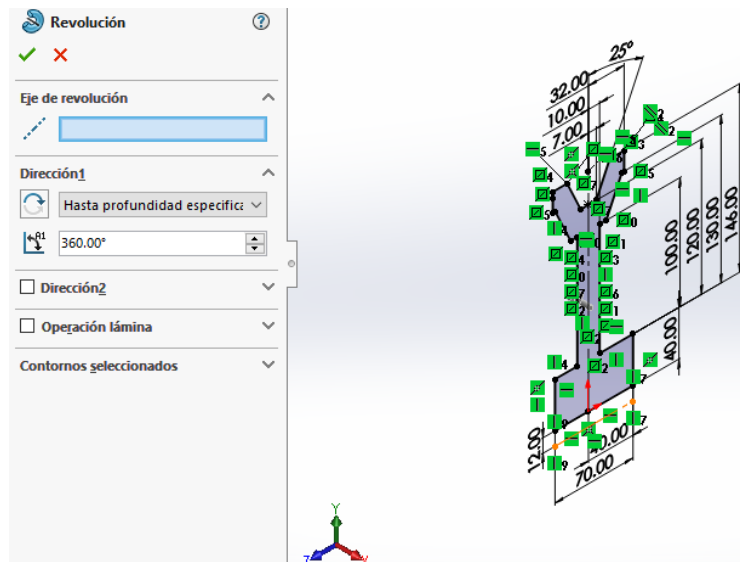 Revolución
Eje de revolución
Dirección1
Hasta profundidad especifica
A1
360.00°
Dirección2
Operación lámina
Contornos seleccionados
25°
32.00
10.00
7.00
100.00
120.00
130.00
146.00
40.00
12.00
40.00
70.00
Y
Z